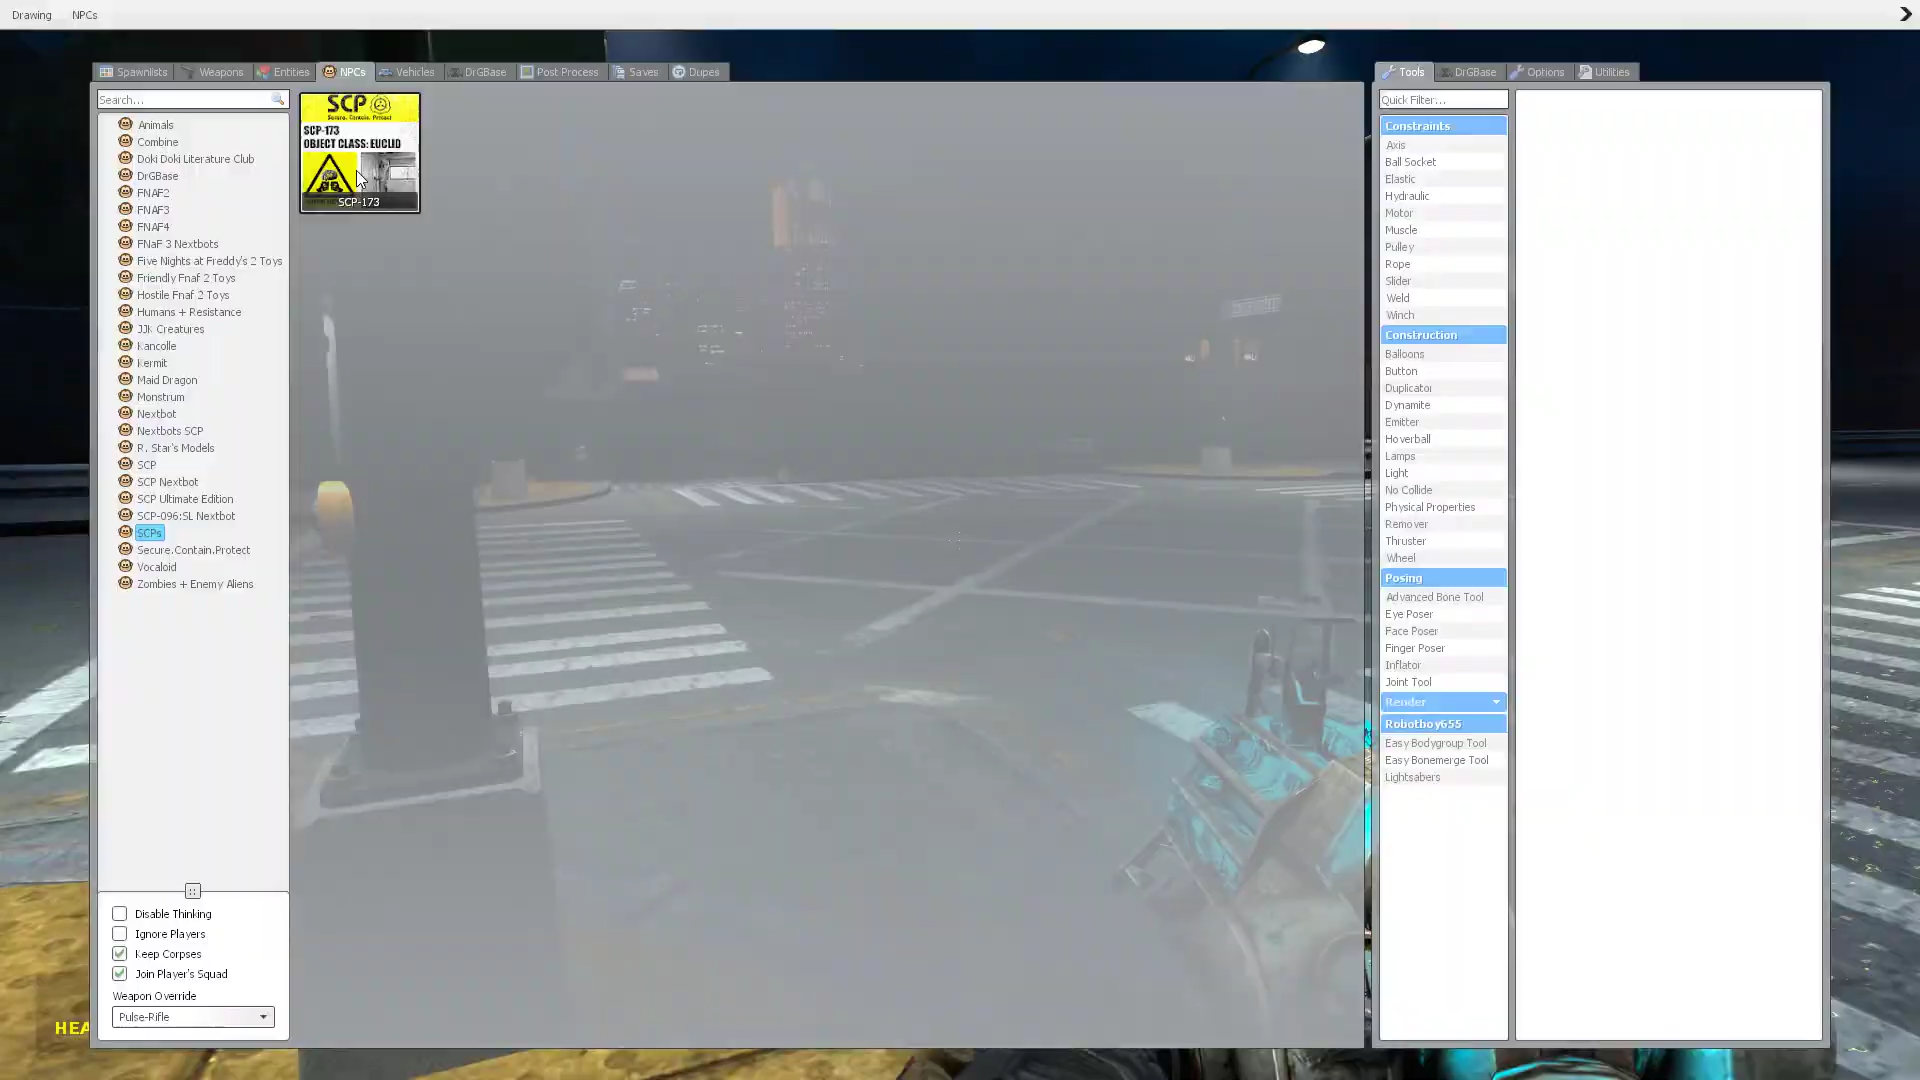 Drawing NPCs
Spawnlists Weapons Entities NPCs Vehicles DrGBase Post Process Saves Dupes
Search...
Animals
Combine
Doki Doki Literature Club
DrGBase
FNAF2
FNAF3
FNAF4
FNaF 3 Nextbots
Five Nights at Freddy's 2 Toys
Friendly Fnaf 2 Toys
Hostile Fnaf 2 Toys
Humans + Resistance
JJK Creatures
Kancolle
Kermit
Maid Dragon
Monstrum
Nextbot
Nextbots SCP
R. Star's Models
SCP
SCP Nextbot
SCP Ultimate Edition
SCP-096:SL Nextbot
SCPs
Secure.Contain.Protect
Vocaloid
Zombies + Enemy Aliens
Disable Thinking
Ignore Players
Keep Corpses
Join Player's Squad
Weapon Override
Pulse-Rifle
HEA
SCP
Secure. Contain. Protect
SCP-173
OBJECT CLASS: EUCLID
SCP-173
Tools DrGBase Options Utilities
Quick Filter...
Constraints
Axis
Ball Socket
Elastic
Hydraulic
Motor
Muscle
Pulley
Rope
Slider
Weld
Winch
Construction
Balloons
Button
Duplicator
Dynamite
Emitter
Hoverball
Lamps
Light
No Collide
Physical Properties
Remover
Thruster
Wheel
Posing
Advanced Bone Tool
Eye Poser
Face Poser
Finger Poser
Inflator
Joint Tool
Render
Robotboy655
Easy Bodygroup Tool
Easy Bonemerge Tool
Lightsabers